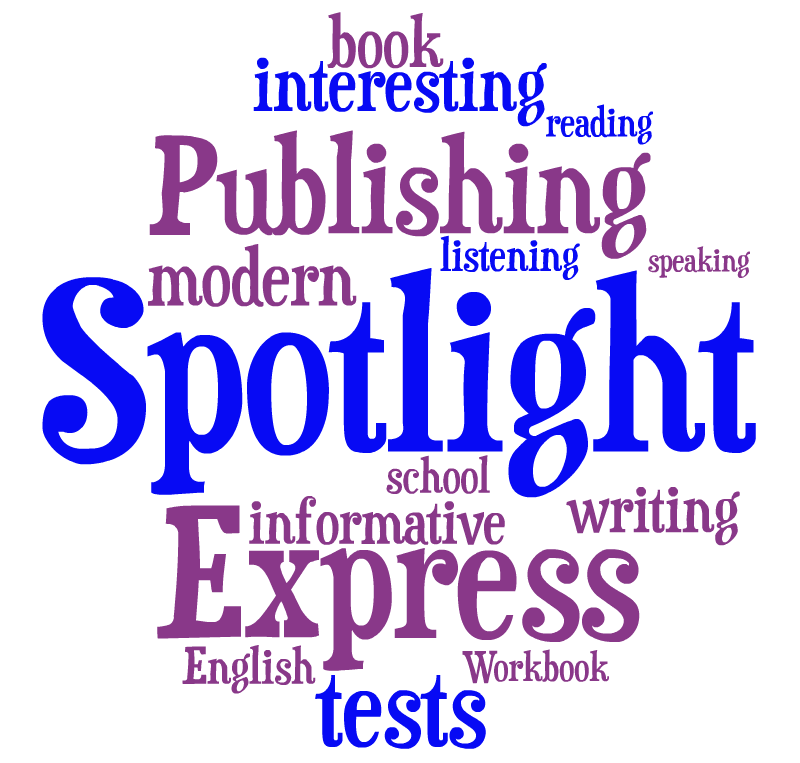 book
interesting
reading
Publishing
listening
speaking
modern
Spotlight
school
writing
informative
Express
English
Workbook
tests